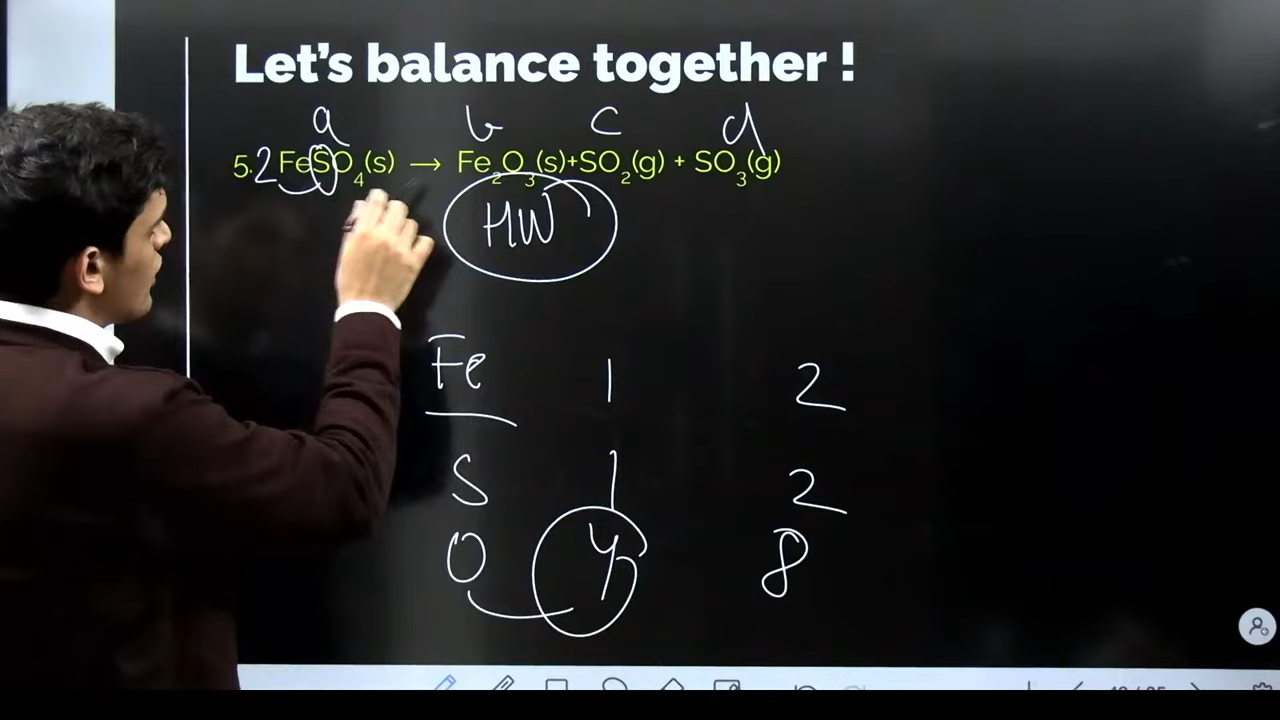 Let's balance together !
a b c d
5. 2 FeSO4(s) → Fe2O3(s)+SO2(g) + SO3(g)
HW
Fe 1 2
S 1 2
O 4 8